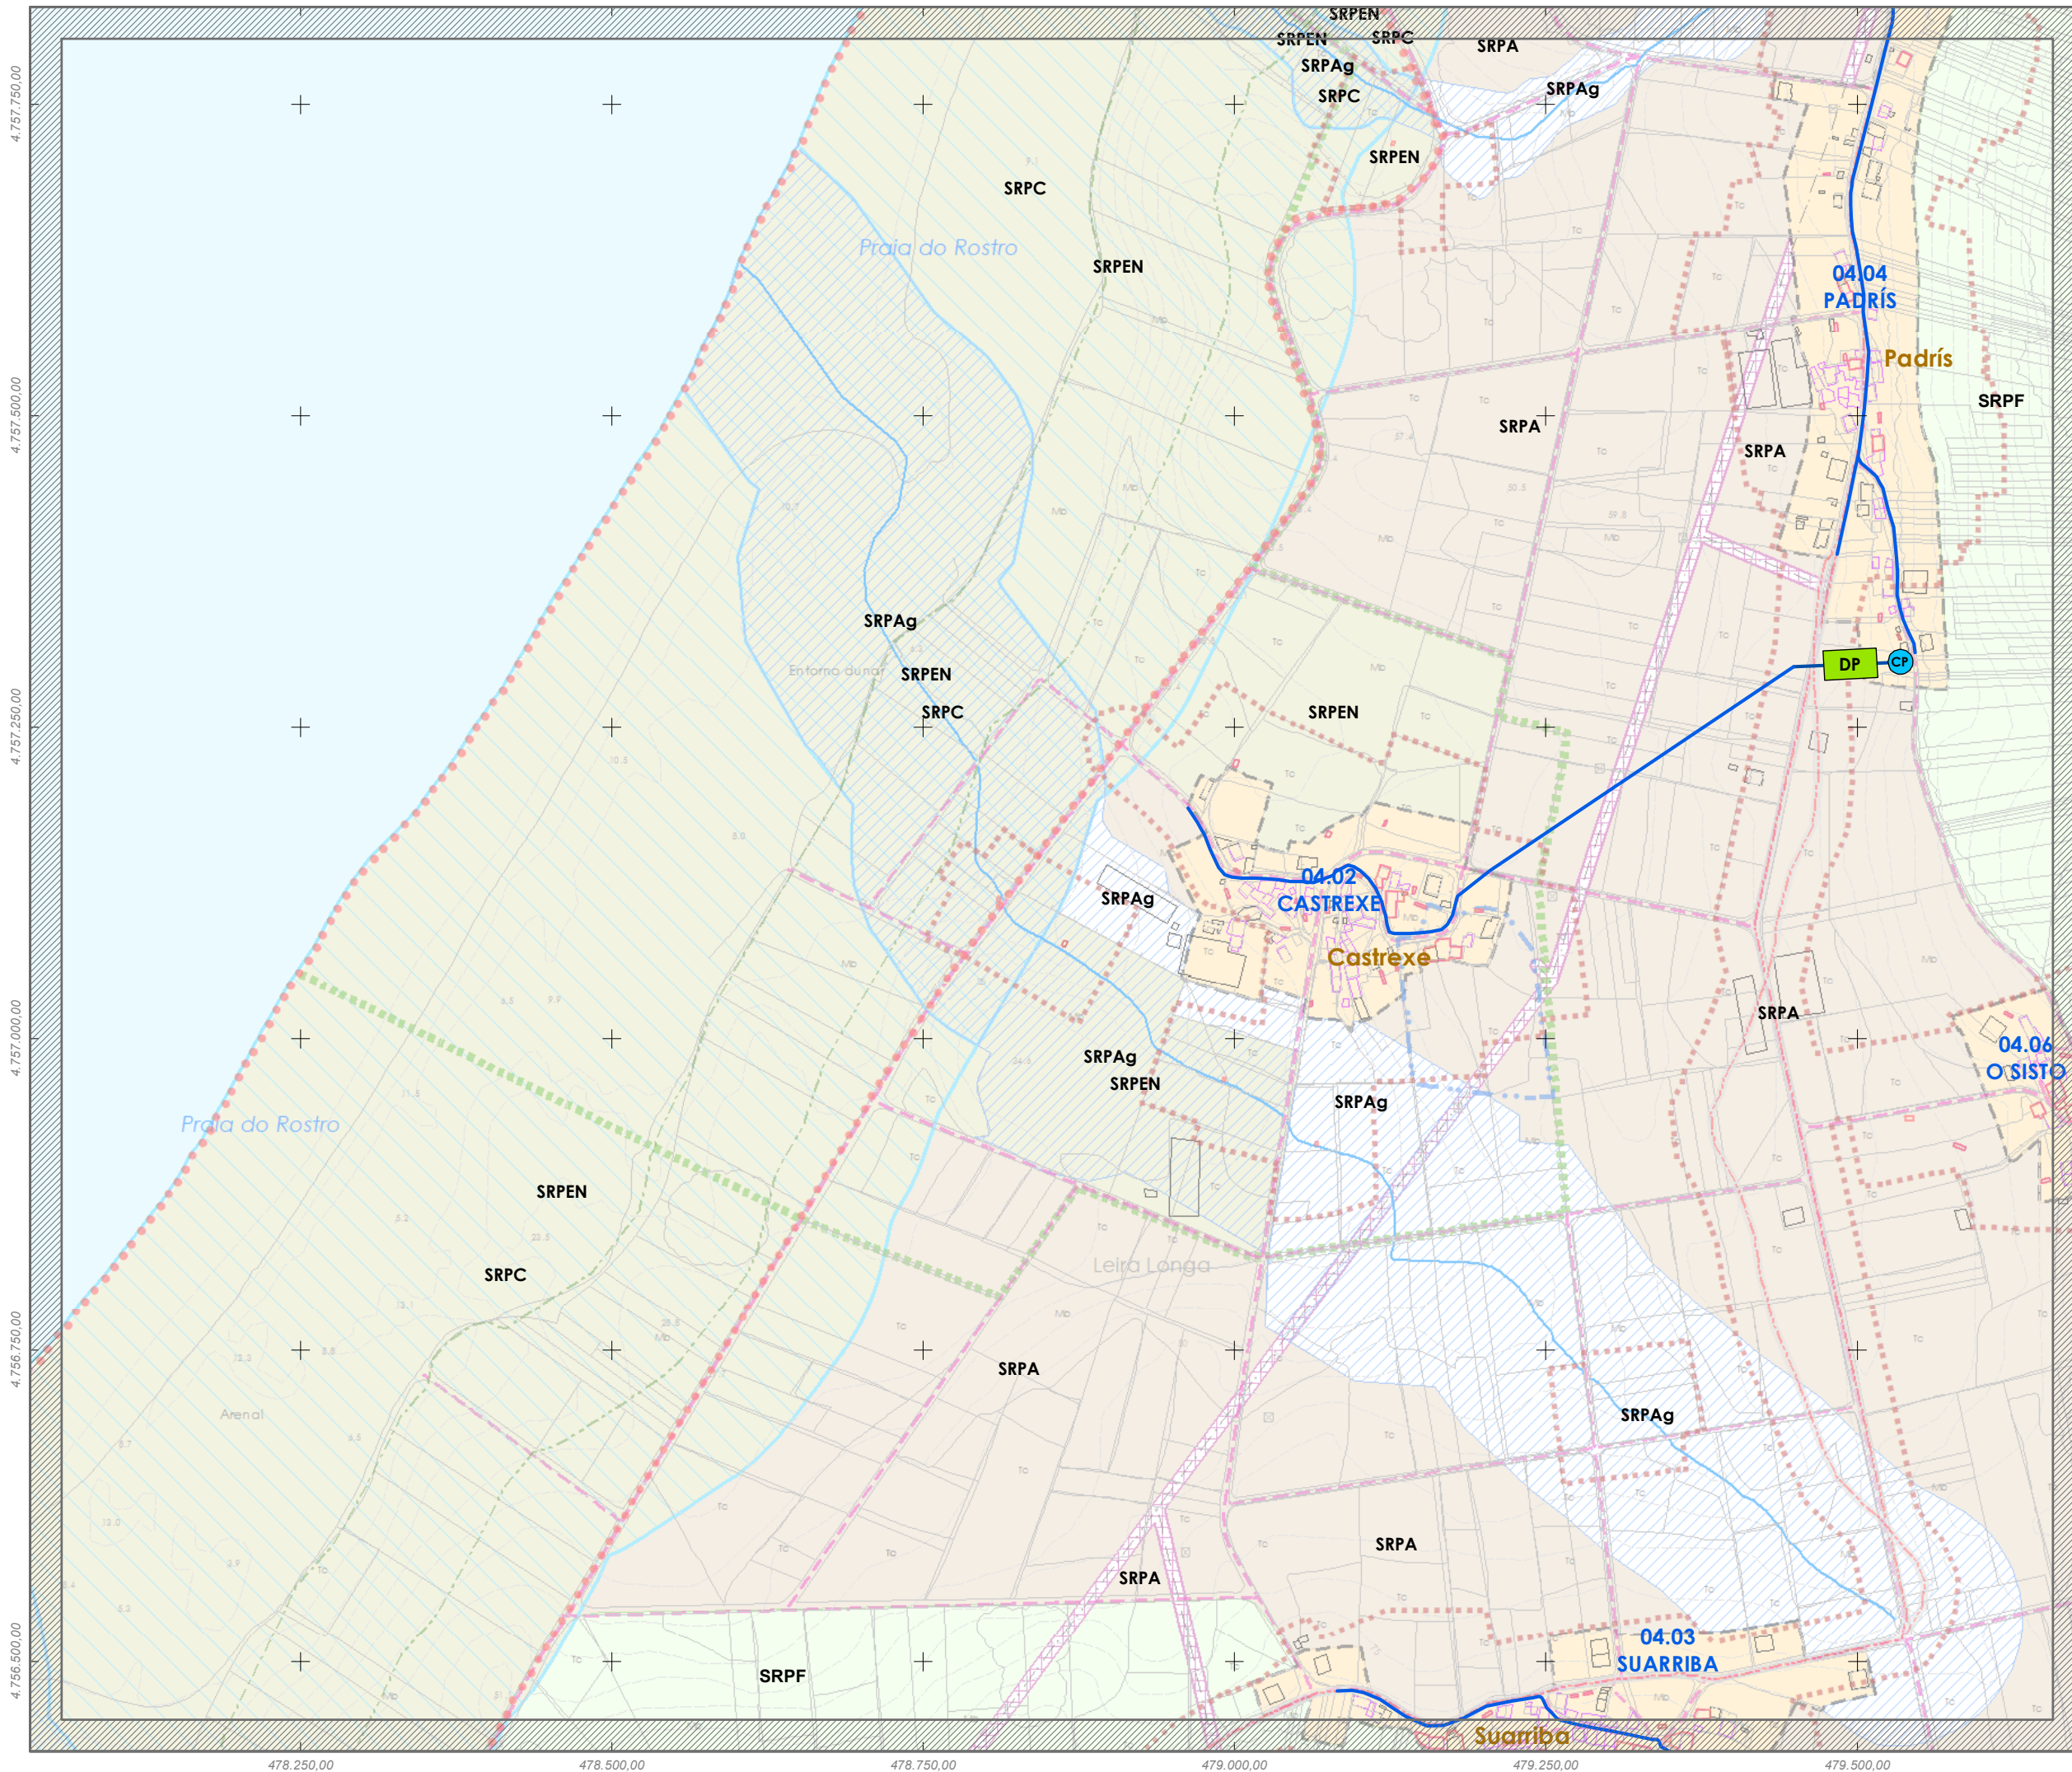 SRPEN
SRPEN
SRPC
SRPA
SRPAg
SRPC
SRPAg
SRPEN
SRPC
Praia do Rostro
SRPEN
04.04
PADRÍS
Padrís
SRPF
SRPA
SRPA
SRPAg
Entorno dunar
SRPEN
SRPC
SRPEN
DP
CP
04.02
CASTREXE
SRPAg
Castrexe
SRPA
04.06
O SISTO
SRPAg
SRPEN
SRPAg
Praia do Rostro
SRPEN
SRPC
Leira Longa
SRPA
Arenal
SRPAg
SRPA
SRPA
04.03
SUARRIBA
SRPF
Suarriba
4.757.750,00
4.757.500,00
4.757.250,00
4.757.000,00
4.756.750,00
4.756.500,00
478.250,00
478.500,00
478.750,00
479.000,00
479.250,00
479.500,00